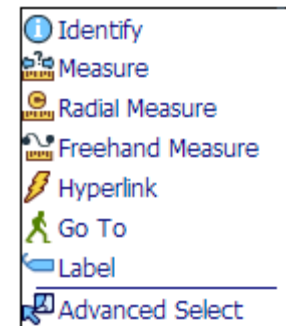 Identify
Measure
Radial Measure
Freehand Measure
Hyperlink
Go To
Label
Advanced Select